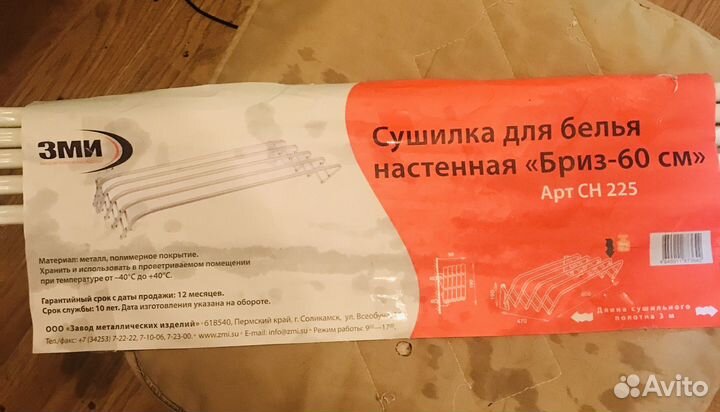 ЗМИ
Сушилка для белья
настенная «Бриз-60 см»
Арт СН 225
Материал: металл, полимерное покрытие.
Хранить и использовать в проветриваемом помещении
при температуре от –40°С до +40°С.
Гарантийный срок с даты продажи: 12 месяцев.
Срок службы: 10 лет. Дата изготовления указана на обороте.
ООО «Завод металлических изделий» · 618540, Пермский край, г. Соликамск, ул. Всеобуча
Тел./факс: +7 (34253) 7-22-22, 7-10-06, 7-23-00. • www.zmi.su • E-mail: info@zmi.su • Режим работы: 9⁰⁰—17⁰⁰
470
Длина сушильного
полотна 3 м
Avito